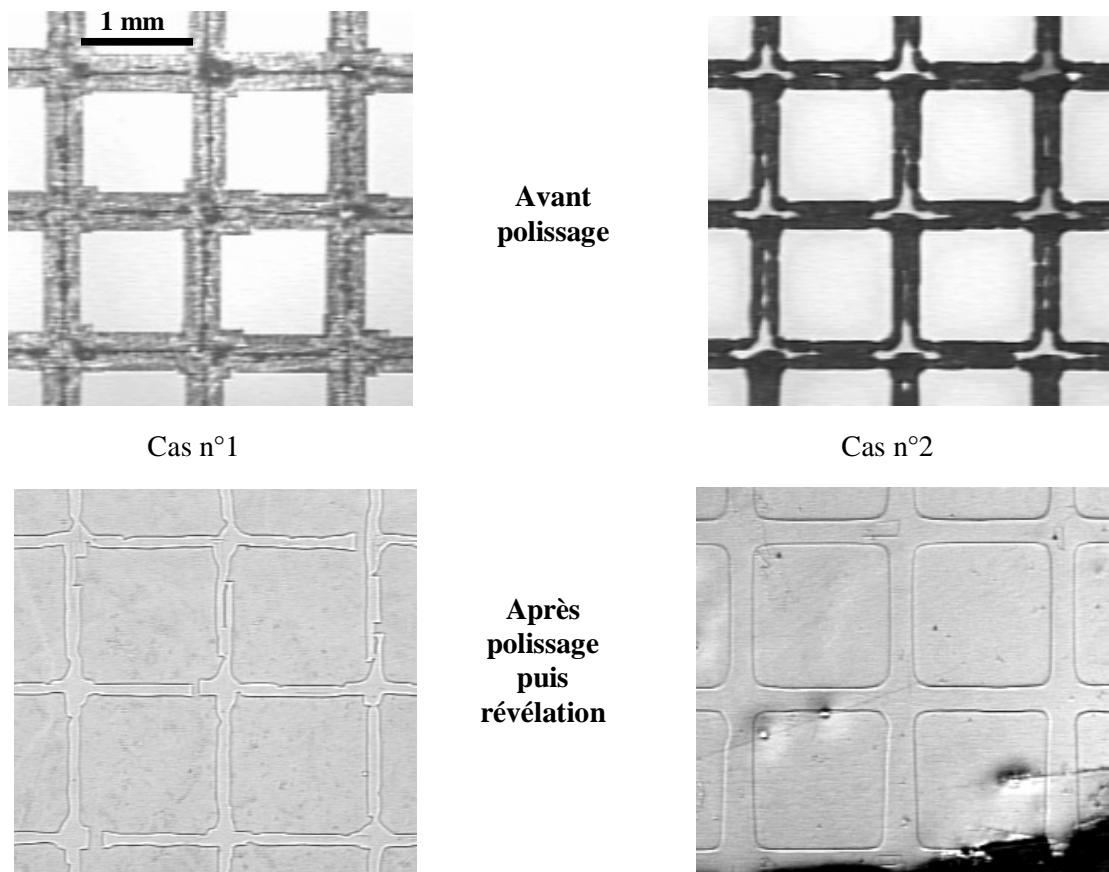 1 mm
Avant
polissage
Cas n°1
Cas n°2
Après
polissage
puis
révélation